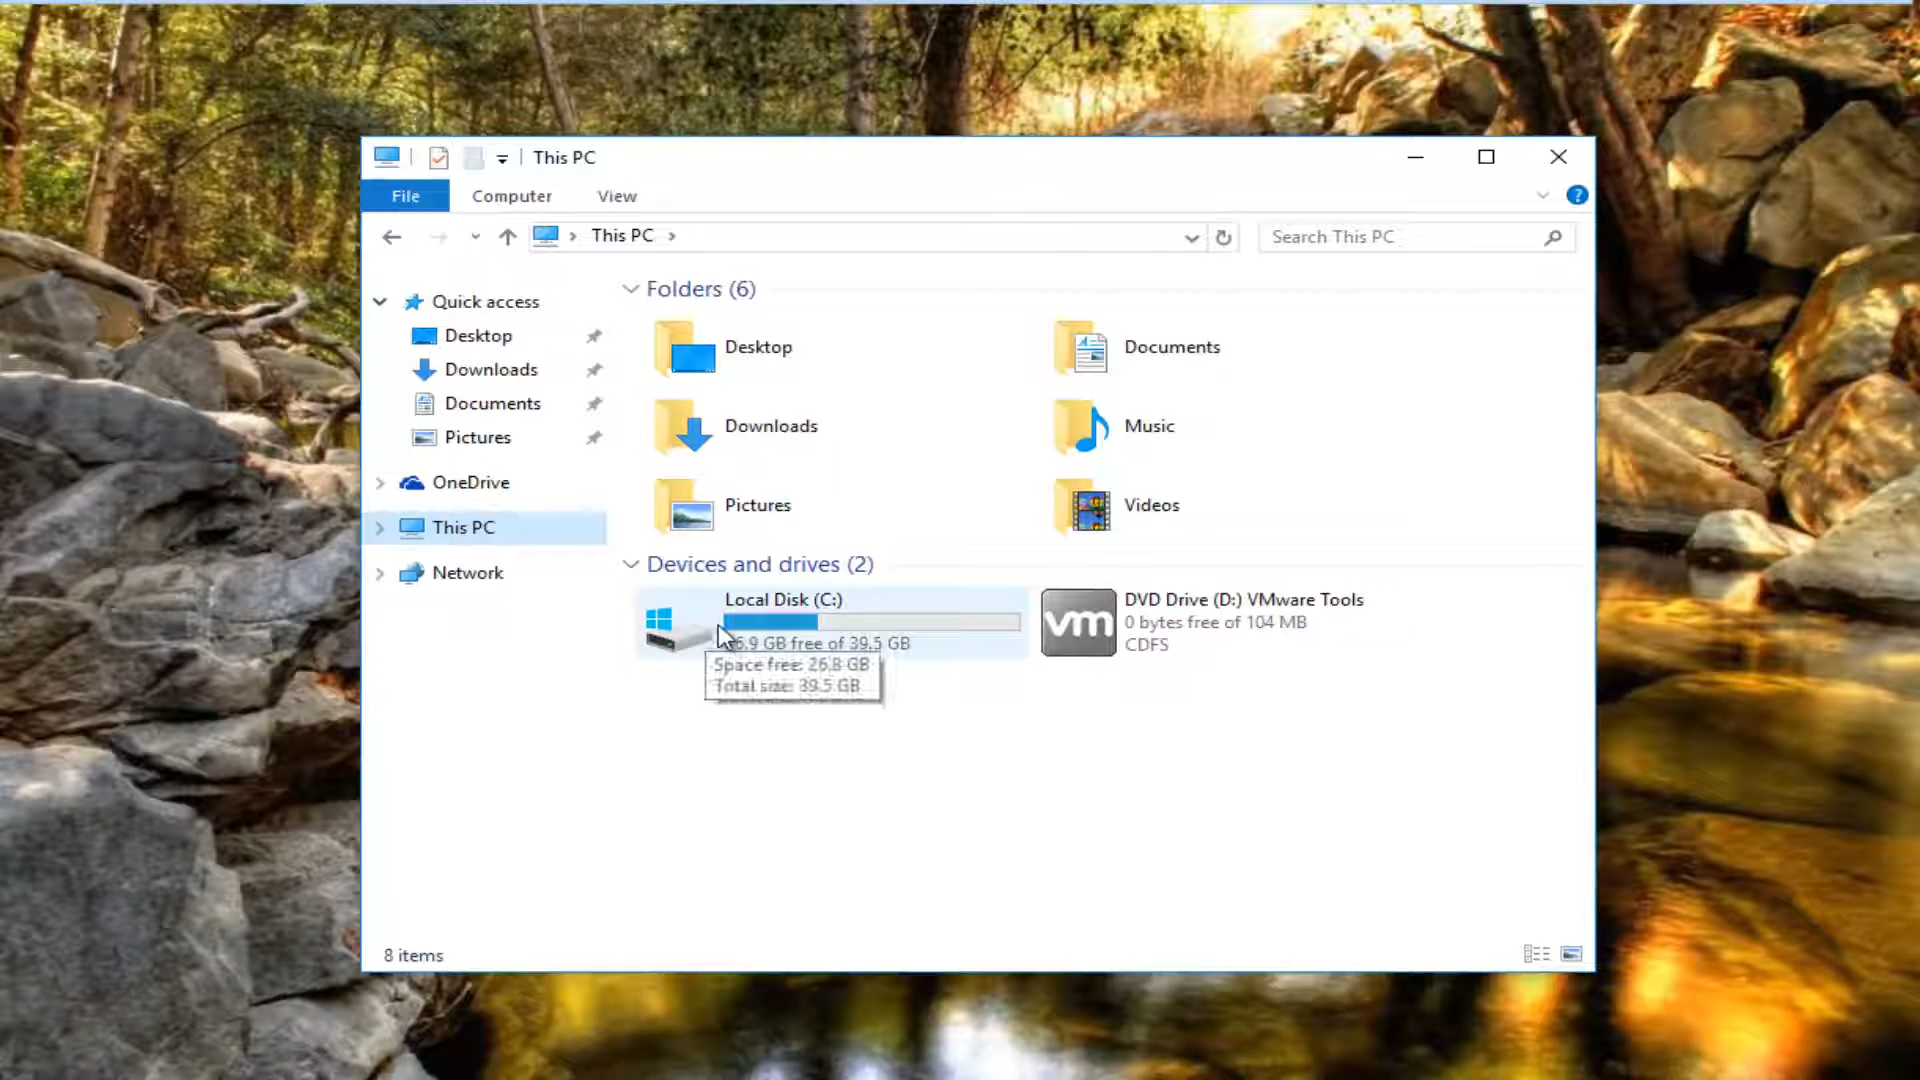 This PC
File
Computer
View
This PC
Search This PC
Quick access
Desktop
Downloads
Documents
Pictures
OneDrive
This PC
Network
Folders (6)
Desktop
Documents
Downloads
Music
Pictures
Videos
Devices and drives (2)
Local Disk (C:)
GB free of 39.5 GB
Space free: 26.8 GB
Total size: 39.5 GB
vm
DVD Drive (D:) VMware Tools
0 bytes free of 104 MB
CDFS
8 items